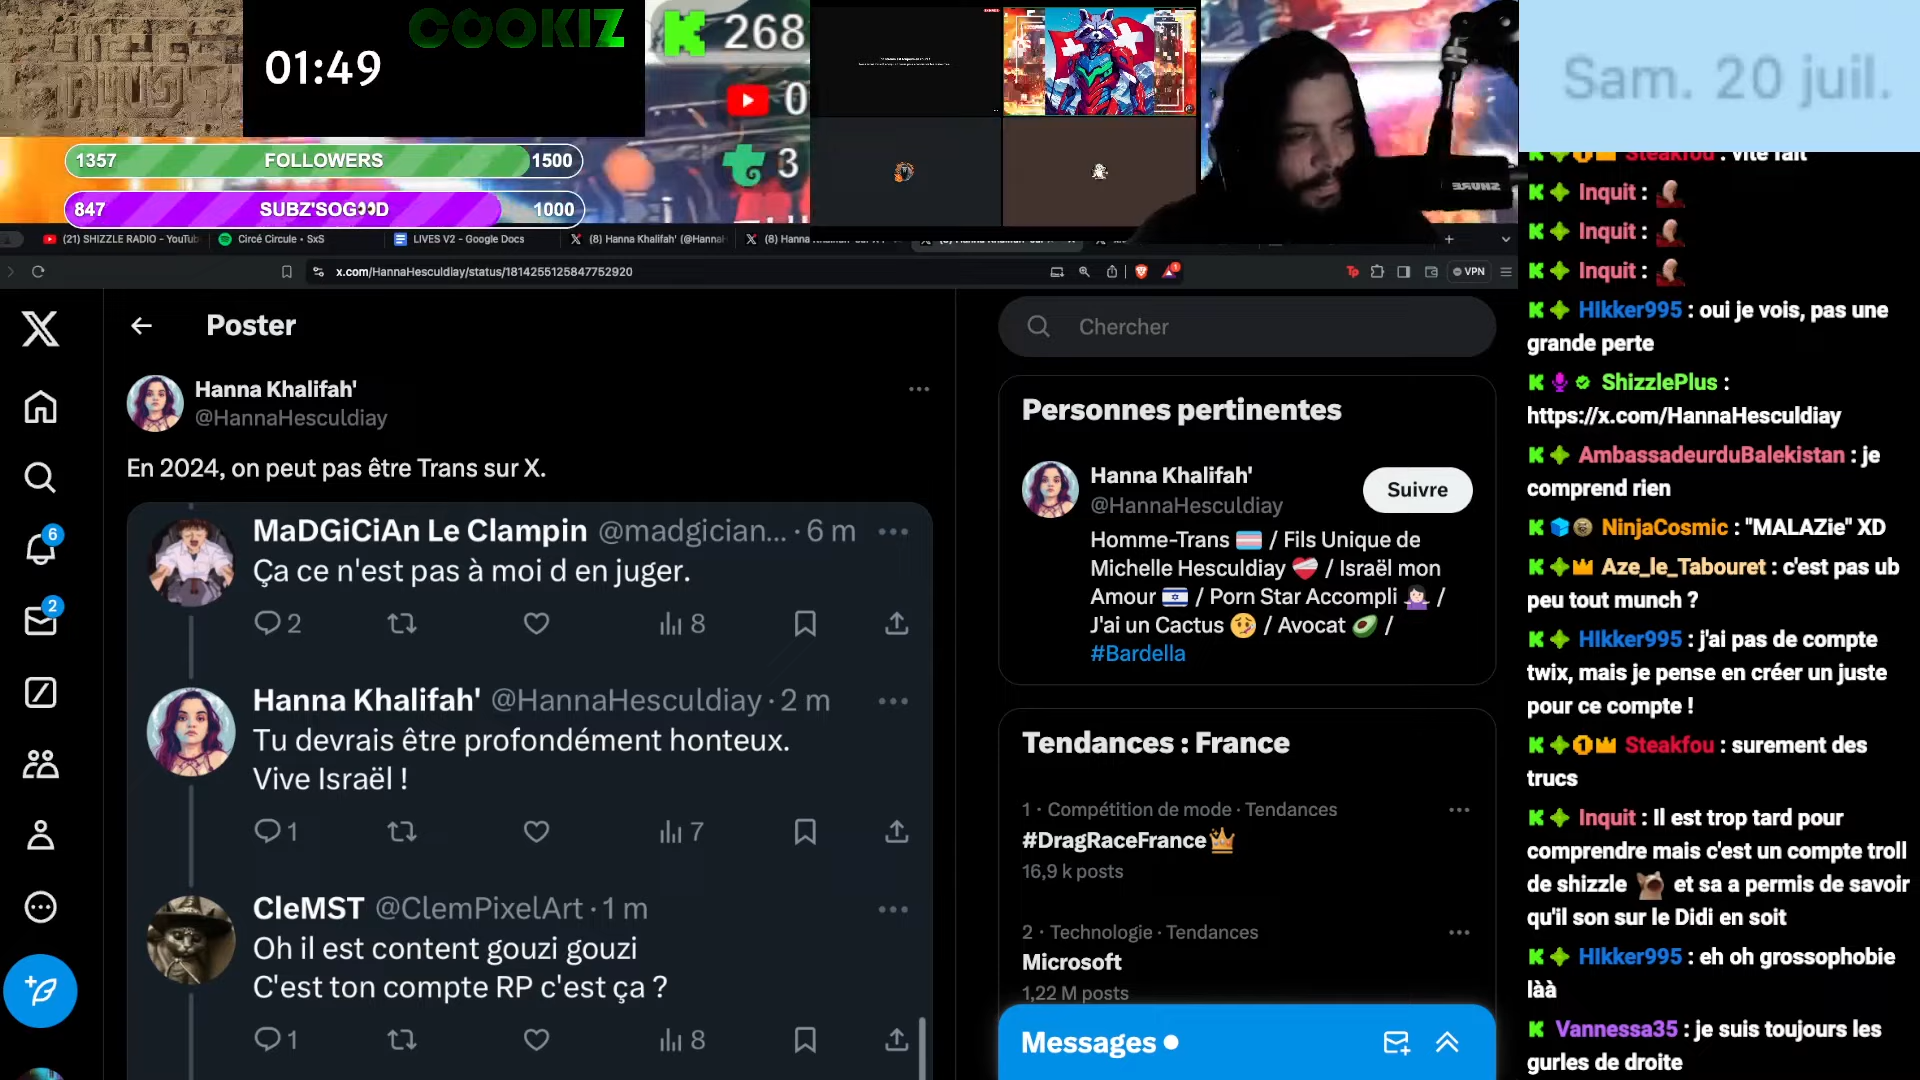 SHIZZLE
PLUS
01:49
COOKIZ
268
0
3
1357 FOLLOWERS 1500
847 SUBZ'SOG👀D 1000
Sam. 20 juil.
(21) SHIZZLE RADIO - YouTub
Circé Circule • SxS
LIVES V2 - Google Docs
(8) Hanna Khalifah' (@Hanna
(8) Hanna
x.com/HannaHesculdiay/status/1814255125847752920
VPN
Poster
Hanna Khalifah'
@HannaHesculdiay
En 2024, on peut pas être Trans sur X.
MaDGiCiAn Le Clampin @madgician... · 6 m
Ça ce n'est pas à moi d en juger.
2
8
Hanna Khalifah' @HannaHesculdiay · 2 m
Tu devrais être profondément honteux.
Vive Israël !
1
7
CleMST @ClemPixelArt · 1 m
Oh il est content gouzi gouzi
C'est ton compte RP c'est ça ?
1
8
6
2
Chercher
Personnes pertinentes
Hanna Khalifah'
@HannaHesculdiay
Suivre
Homme-Trans 🏳️‍⚧️ / Fils Unique de
Michelle Hesculdiay ❤️‍🩹 / Israël mon
Amour 🇮🇱 / Porn Star Accompli 💁🏻‍♀️ /
J'ai un Cactus 🤒 / Avocat 🥑 /
#Bardella
Tendances : France
1 · Compétition de mode · Tendances
#DragRaceFrance👑
16,9 k posts
2 · Technologie · Tendances
Microsoft
1,22 M posts
Messages
Steakfou : vite fait
Inquit :
Inquit :
Inquit :
HIkker995 : oui je vois, pas une
grande perte
ShizzlePlus :
https://x.com/HannaHesculdiay
AmbassadeurduBalekistan : je
comprend rien
NinjaCosmic : "MALAZie" XD
Aze_le_Tabouret : c'est pas ub
peu tout munch ?
HIkker995 : j'ai pas de compte
twix, mais je pense en créer un juste
pour ce compte !
Steakfou : surement des
trucs
Inquit : Il est trop tard pour
comprendre mais c'est un compte troll
de shizzle et sa a permis de savoir
qu'il son sur le Didi en soit
HIkker995 : eh oh grossophobie
làà
Vannessa35 : je suis toujours les
gurles de droite